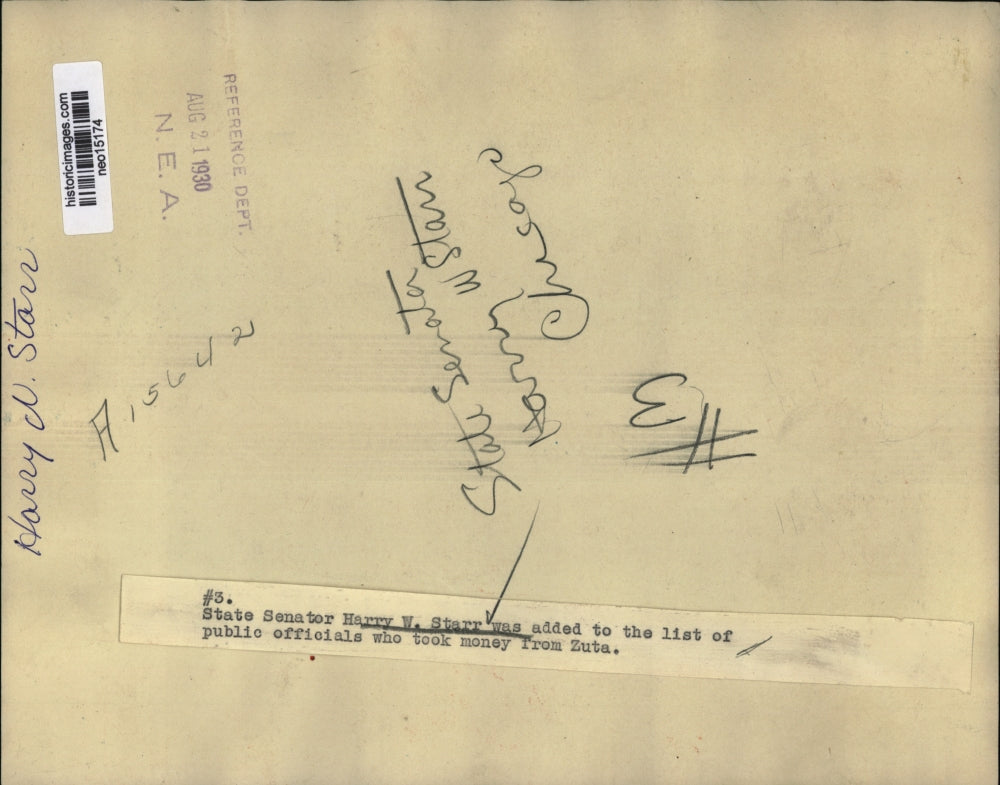 historicimages.com
neo15174
REFERENCE DEPT.
AUG 21 1930
N. E. A.
Harry W. Starr
A 15642
State Senator
Harry W Starr
#3
#3.
State Senator Harry W. Starr was added to the list of
public officials who took money from Zuta.